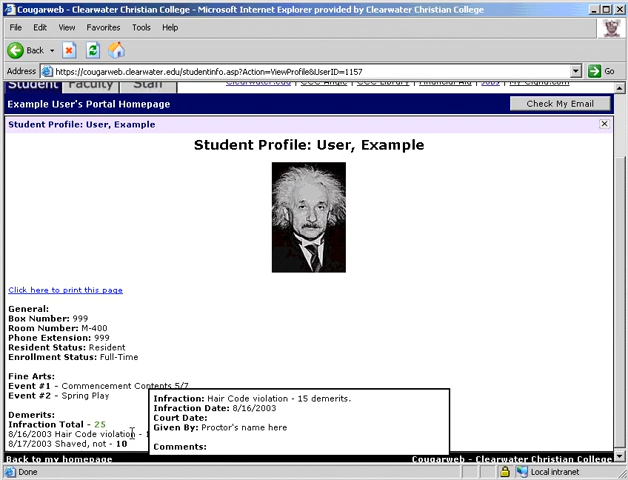 Cougarweb - Clearwater Christian College - Microsoft Internet Explorer provided by Clearwater Christian College
File Edit View Favorites Tools Help
Back
Address https://cougarweb.clearwater.edu/studentinfo.asp?Action=ViewProfile&UserID=1157 Go
Student Faculty Staff
Example User's Portal Homepage Check My Email
Student Profile: User, Example
Student Profile: User, Example
Click here to print this page
General:
Box Number: 999
Room Number: M-400
Phone Extension: 999
Resident Status: Resident
Enrollment Status: Full-Time
Fine Arts:
Event #1 - Commencement Contents 5/7
Event #2 - Spring Play
Demerits:
Infraction Total - 25
8/16/2003 Hair Code violation - 1
8/17/2003 Shaved, not - 10
Infraction: Hair Code violation - 15 demerits.
Infraction Date: 8/16/2003
Court Date:
Given By: Proctor's name here
Comments:
Back to my homepage Cougarweb - Clearwater Christian College
Done Local intranet